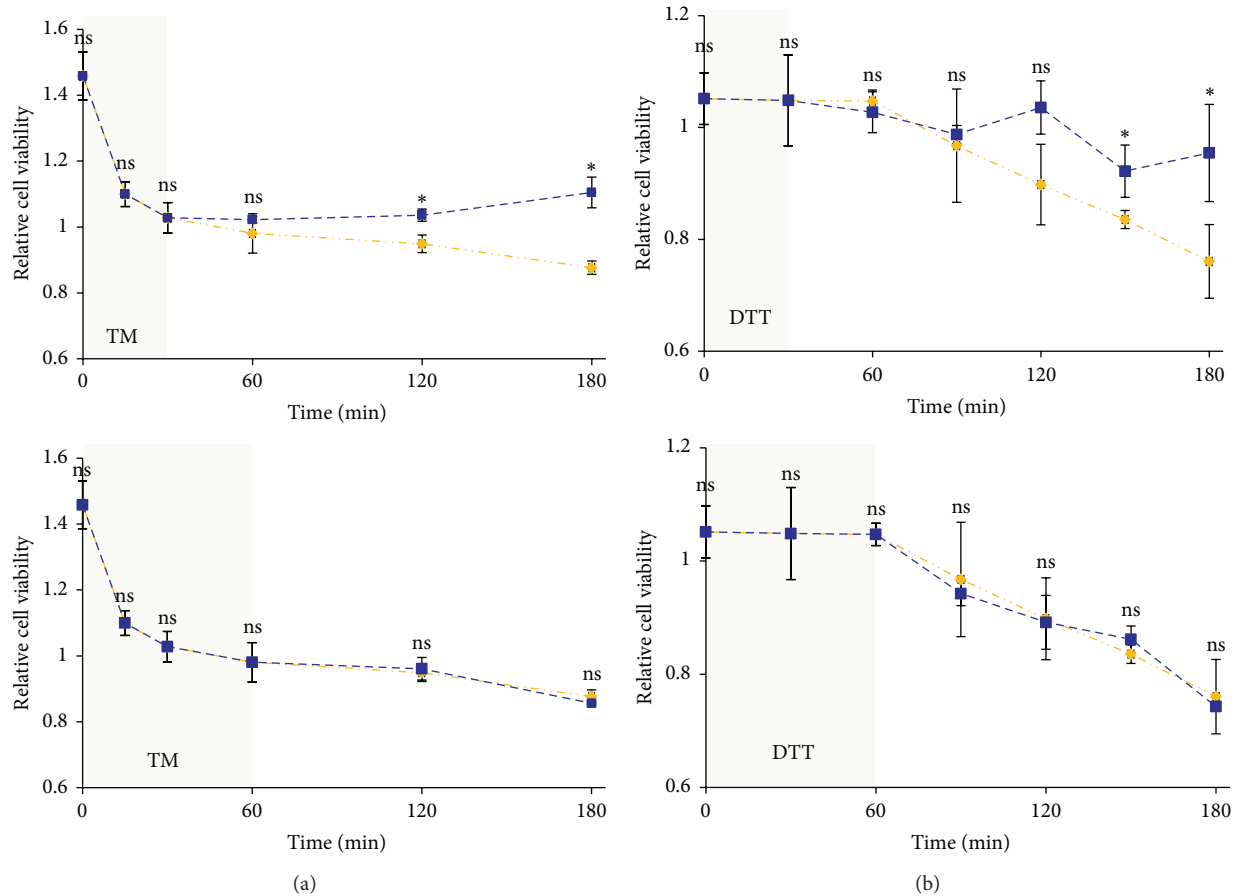 Relative cell viability
1.6
1.4
1.2
1
0.8
0.6
ns
ns
ns
ns
*
*
TM
0
60
120
180
Time (min)
Relative cell viability
1.2
1
0.8
0.6
ns
ns
ns
ns
ns
*
*
DTT
0
60
120
180
Time (min)
Relative cell viability
1.6
1.4
1.2
1
0.8
0.6
ns
ns
ns
ns
ns
ns
TM
0
60
120
180
Time (min)
(a)
Relative cell viability
1.2
1
0.8
0.6
ns
ns
ns
ns
ns
ns
ns
DTT
0
60
120
180
Time (min)
(b)